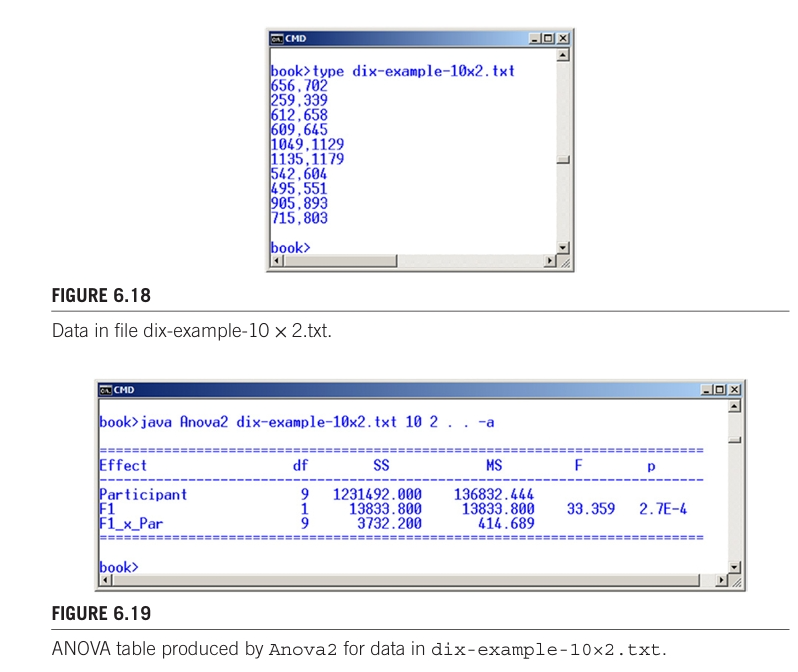 CMD
book>type dix-example-10x2.txt
656,702
259,339
612,658
609,645
1049,1129
1135,1179
542,604
495,551
905,893
715,803
book>
FIGURE 6.18
Data in file dix-example-10 × 2.txt.
CMD
book>java Anova2 dix-example-10x2.txt 10 2 . . -a
================================================================
Effect df SS MS F p
----------------------------------------------------------------
Participant 9 1231492.000 136832.444
F1 1 13833.800 13833.800 33.359 2.7E-4
F1_x_Par 9 3732.200 414.689
================================================================
book>
FIGURE 6.19
ANOVA table produced by Anova2 for data in dix-example-10×2.txt.